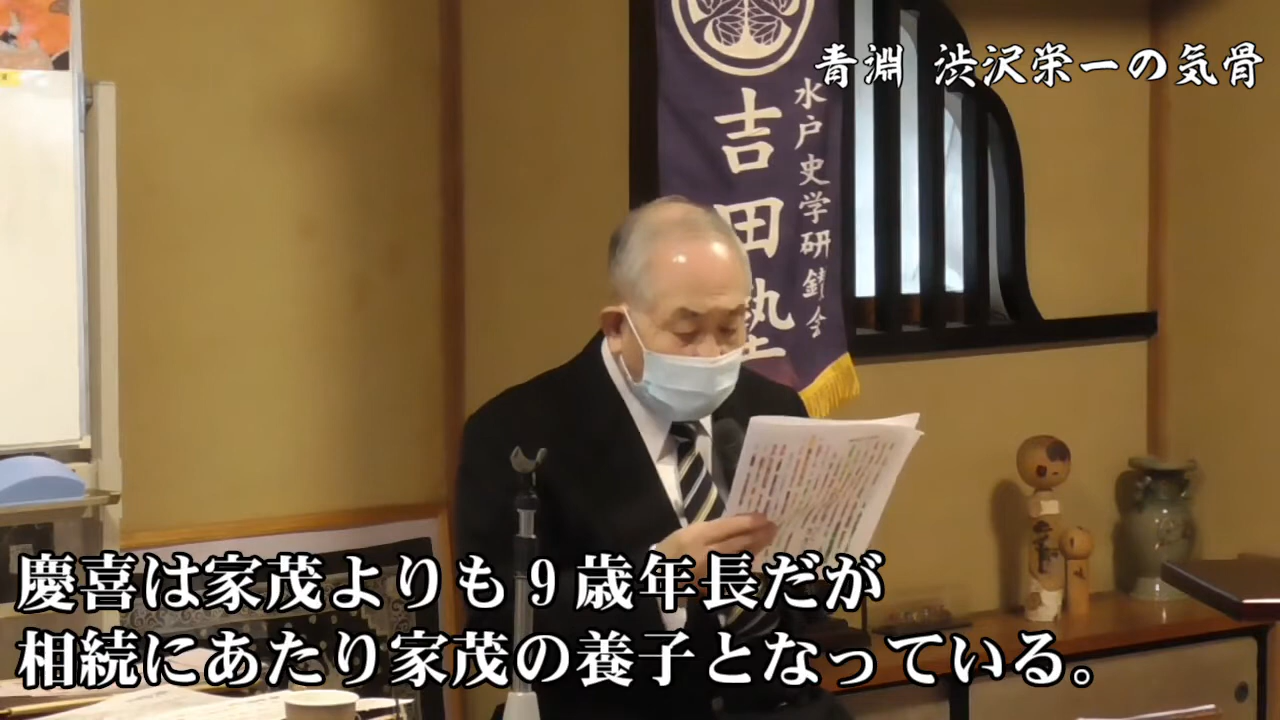 青淵 渋沢栄一の気骨
水戸史学研鑚会
吉田塾
慶喜は家茂よりも9歳年長だが
相続にあたり家茂の養子となっている。